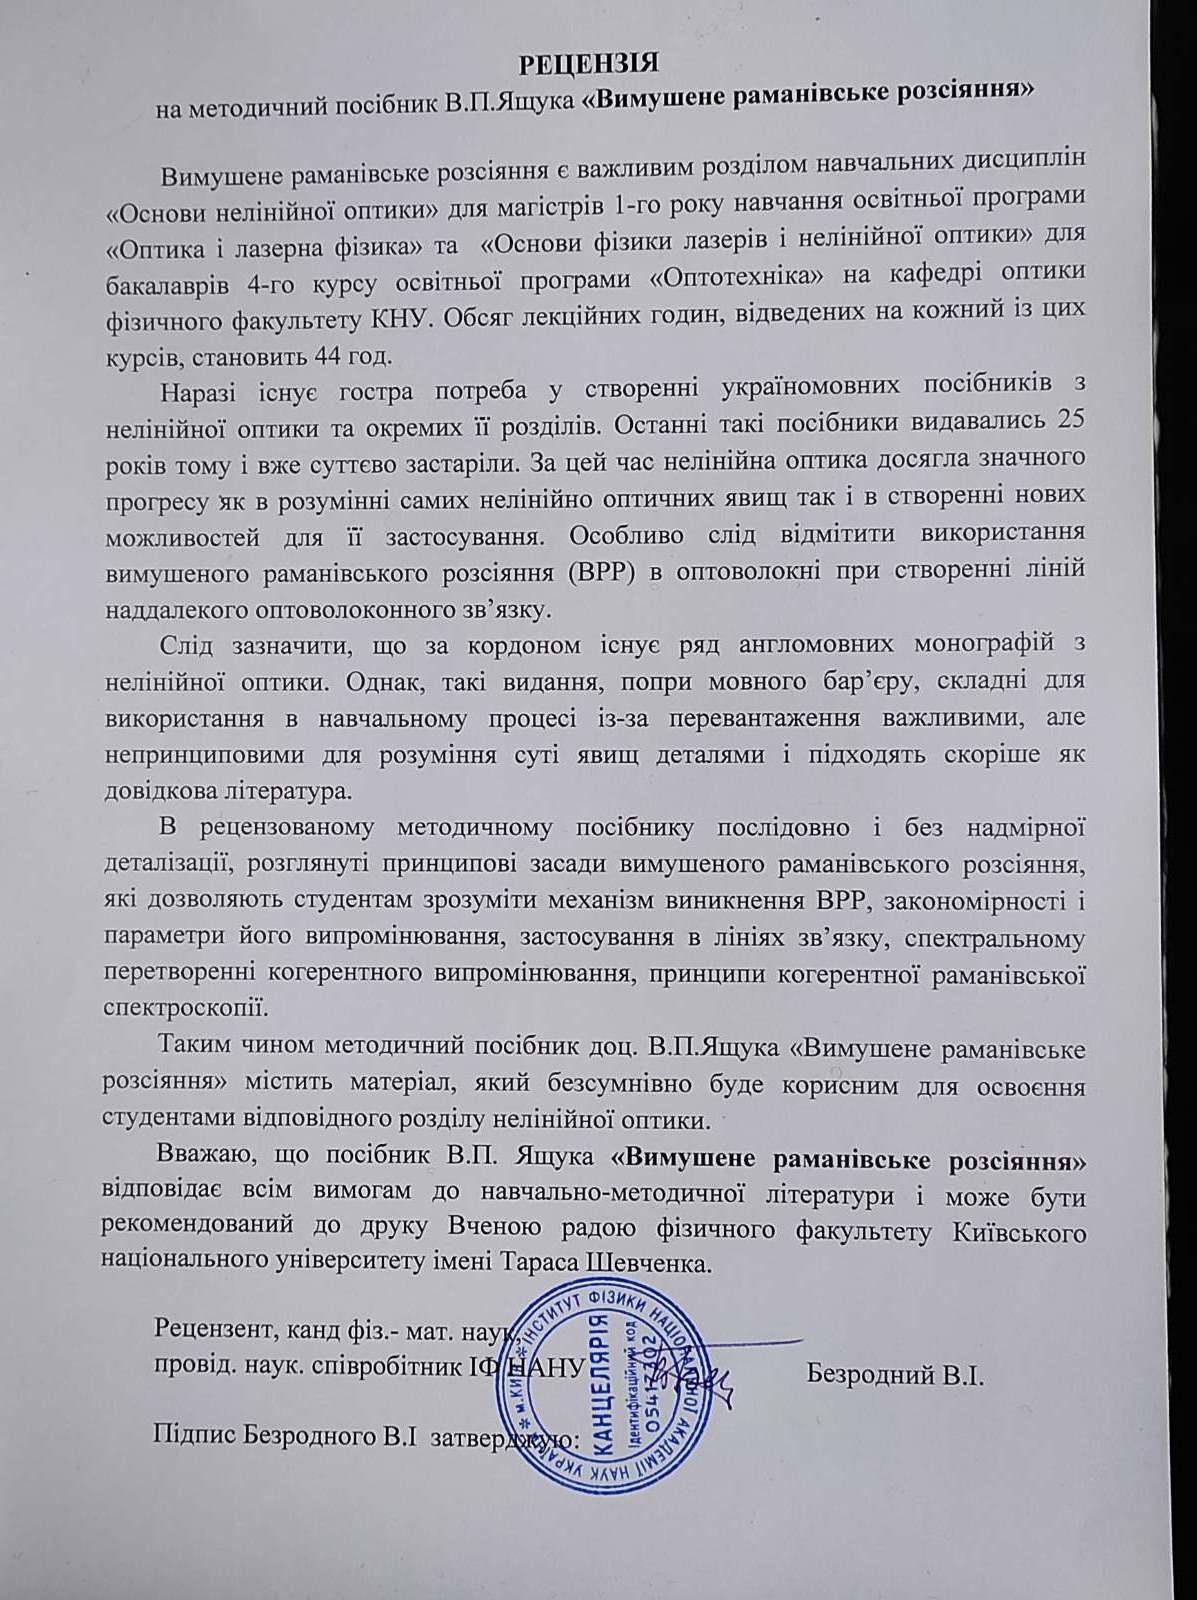 РЕЦЕНЗІЯ
на методичний посібник В.П.Ящука «Вимушене раманівське розсіяння»
Вимушене раманівське розсіяння є важливим розділом навчальних дисциплін
«Основи нелінійної оптики» для магістрів 1-го року навчання освітньої програми
«Оптика і лазерна фізика» та «Основи фізики лазерів і нелінійної оптики» для
бакалаврів 4-го курсу освітньої програми «Оптотехніка» на кафедрі оптики
фізичного факультету КНУ. Обсяг лекційних годин, відведених на кожний із цих
курсів, становить 44 год.
Наразі існує гостра потреба у створенні україномовних посібників з
нелінійної оптики та окремих її розділів. Останні такі посібники видавались 25
років тому і вже суттєво застаріли. За цей час нелінійна оптика досягла значного
прогресу як в розумінні самих нелінійно оптичних явищ так і в створенні нових
можливостей для її застосування. Особливо слід відмітити використання
вимушеного раманівського розсіяння (ВРР) в оптоволокні при створенні ліній
наддалекого оптоволоконного зв’язку.
Слід зазначити, що за кордоном існує ряд англомовних монографій з
нелінійної оптики. Однак, такі видання, попри мовного бар’єру, складні для
використання в навчальному процесі із-за перевантаження важливими, але
непринциповими для розуміння суті явищ деталями і підходять скоріше як
довідкова література.
В рецензованому методичному посібнику послідовно і без надмірної
деталізації, розглянуті принципові засади вимушеного раманівського розсіяння,
які дозволяють студентам зрозуміти механізм виникнення ВРР, закономірності і
параметри його випромінювання, застосування в лініях зв’язку, спектральному
перетворенні когерентного випромінювання, принципи когерентної раманівської
спектроскопії.
Таким чином методичний посібник доц. В.П.Ящука «Вимушене раманівське
розсіяння» містить матеріал, який безсумнівно буде корисним для освоєння
студентами відповідного розділу нелінійної оптики.
Вважаю, що посібник В.П. Ящука «Вимушене раманівське розсіяння»
відповідає всім вимогам до навчально-методичної літератури і може бути
рекомендований до друку Вченою радою фізичного факультету Київського
національного університету імені Тараса Шевченка.
Рецензент, канд фіз.- мат. наук,
провід. наук. співробітник ІФ НАНУ
Безродний В.І.
Підпис Безродного В.І затверджую:
м.КИЇВ * ІНСТИТУТ ФІЗИКИ НАЦІОНАЛЬНОЇ АКАДЕМІЇ НАУК УКРАЇНИ *
КАНЦЕЛЯРІЯ
Ідентифікаційний код
05417302